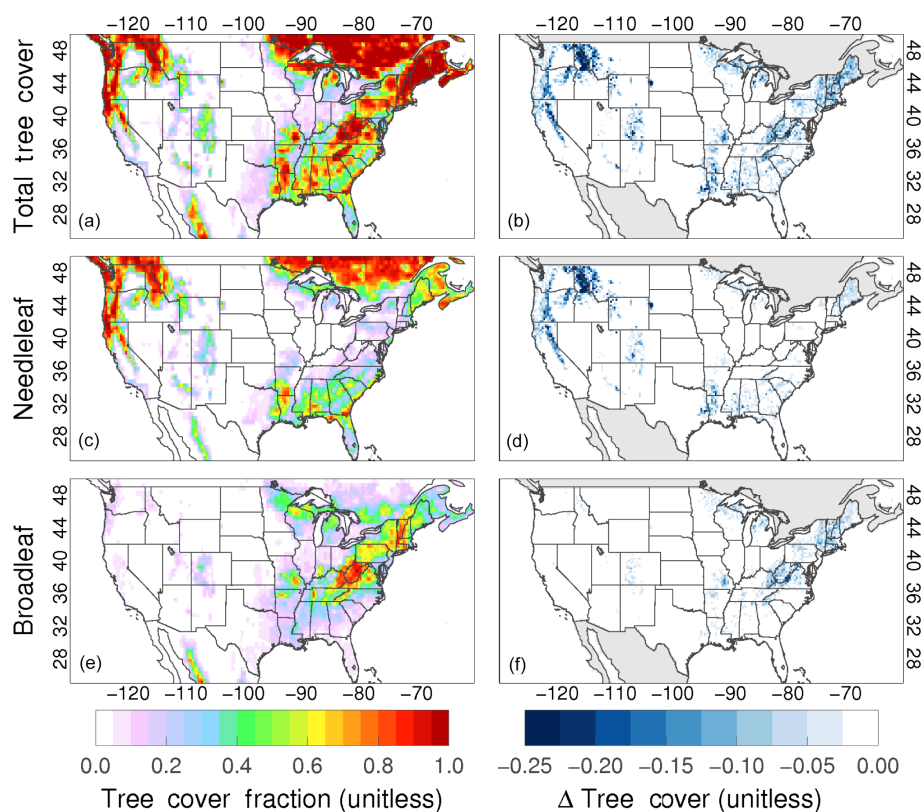 −120 −110 −100 −90 −80 −70 −120 −110 −100 −90 −80 −70
Total tree cover
28 32 36 40 44 48
(a)
(b)
28 32 36 40 44 48
Needleleaf
28 32 36 40 44 48
(c)
(d)
28 32 36 40 44 48
Broadleaf
28 32 36 40 44 48
(e)
(f)
28 32 36 40 44 48
−120 −110 −100 −90 −80 −70 −120 −110 −100 −90 −80 −70
0.0 0.2 0.4 0.6 0.8 1.0 −0.25 −0.20 −0.15 −0.10 −0.05 0.00
Tree cover fraction (unitless) Δ Tree cover (unitless)